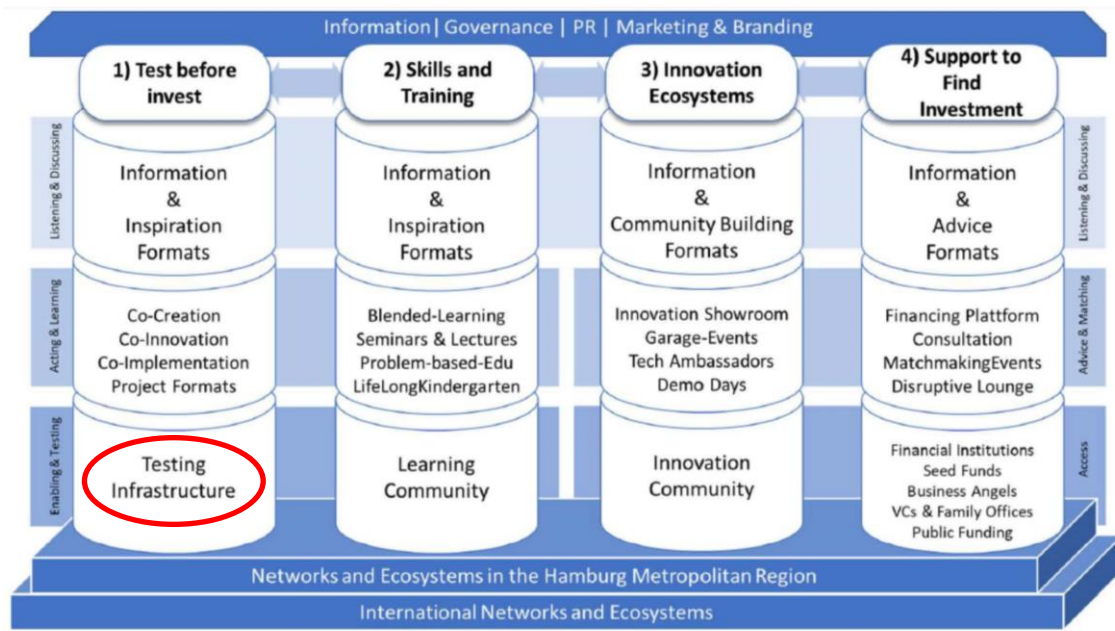 Information| Governance | PR | Marketing & Branding
1) Test before
invest
2) Skills and
Training
3) Innovation
Ecosystems
4) Support to
Find
Investment
Listening & Discussing
Information
&
Inspiration
Formats
Information
&
Inspiration
Formats
Information
&
Community Building
Formats
Information
&
Advice
Formats
Listening & Discussing
Acting & Learning
Co-Creation
Co-Innovation
Co-Implementation
Project Formats
Blended-Learning
Seminars & Lectures
Problem-based-Edu
LifeLongKindergarten
Innovation Showroom
Garage-Events
Tech Ambassadors
Demo Days
Financing Plattform
Consultation
MatchmakingEvents
Disruptive Lounge
Advice & Matching
Enabling & Testing
Testing
Infrastructure
Learning
Community
Innovation
Community
Financial Institutions
Seed Funds
Business Angels
VCs & Family Offices
Public Funding
Access
Networks and Ecosystems in the Hamburg Metropolitan Region
International Networks and Ecosystems